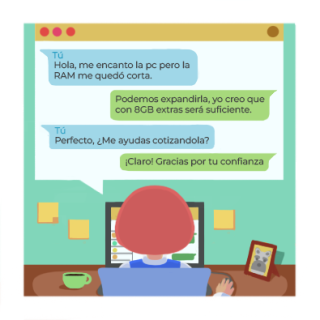 Tú
Hola, me encanto la pc pero la
RAM me quedó corta.
Podemos expandirla, yo creo que
con 8GB extras será suficiente.
Tú
Perfecto, ¿Me ayudas cotizandola?
¡Claro! Gracias por tu confianza